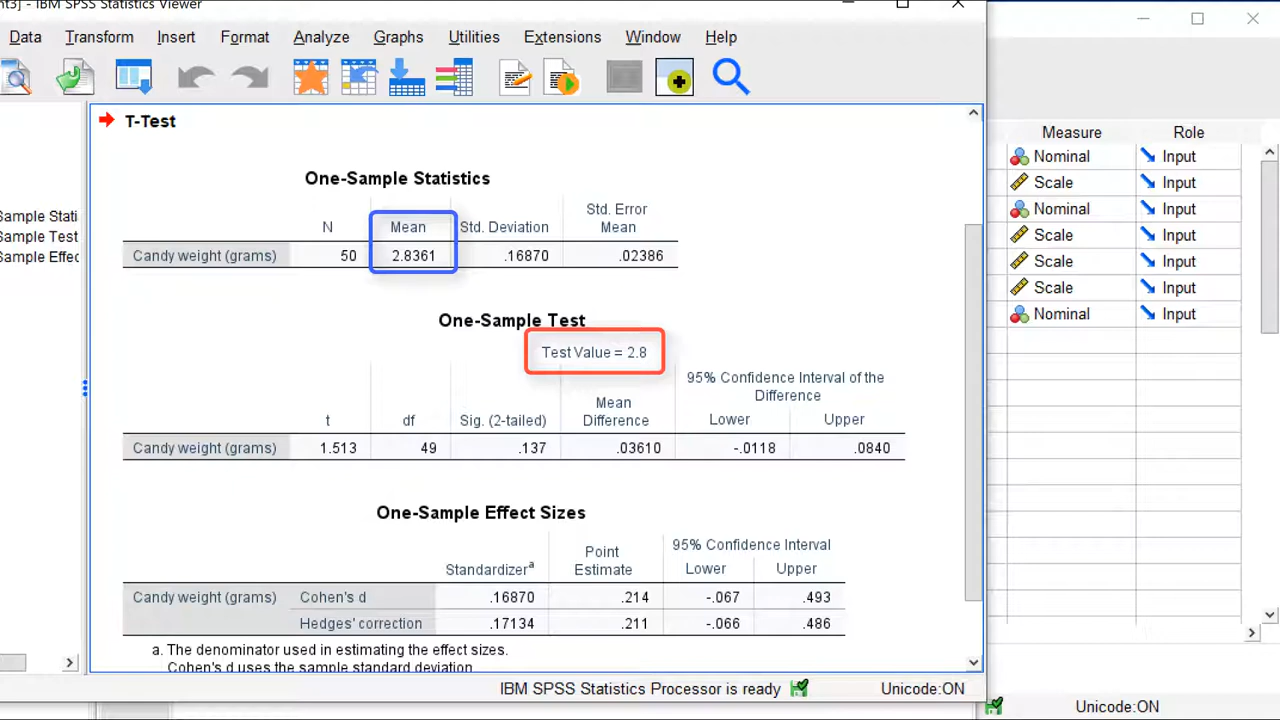 nt3] - IBM SPSS Statistics Viewer
Data Transform Insert Format Analyze Graphs Utilities Extensions Window Help
Sample Stati
Sample Test
Sample Effec
T-Test
One-Sample Statistics
N Mean Std. Deviation Std. Error Mean
Candy weight (grams) 50 2.8361 .16870 .02386
One-Sample Test
Test Value = 2.8
95% Confidence Interval of the Difference
t df Sig. (2-tailed) Mean Difference Lower Upper
Candy weight (grams) 1.513 49 .137 .03610 -.0118 .0840
One-Sample Effect Sizes
95% Confidence Interval
Standardizerᵃ Point Estimate Lower Upper
Candy weight (grams) Cohen's d .16870 .214 -.067 .493
Hedges' correction .17134 .211 -.066 .486
a. The denominator used in estimating the effect sizes.
Cohen's d uses the sample standard deviation
IBM SPSS Statistics Processor is ready Unicode:ON
Measure Role
Nominal Input
Scale Input
Nominal Input
Scale Input
Scale Input
Scale Input
Nominal Input
Unicode:ON